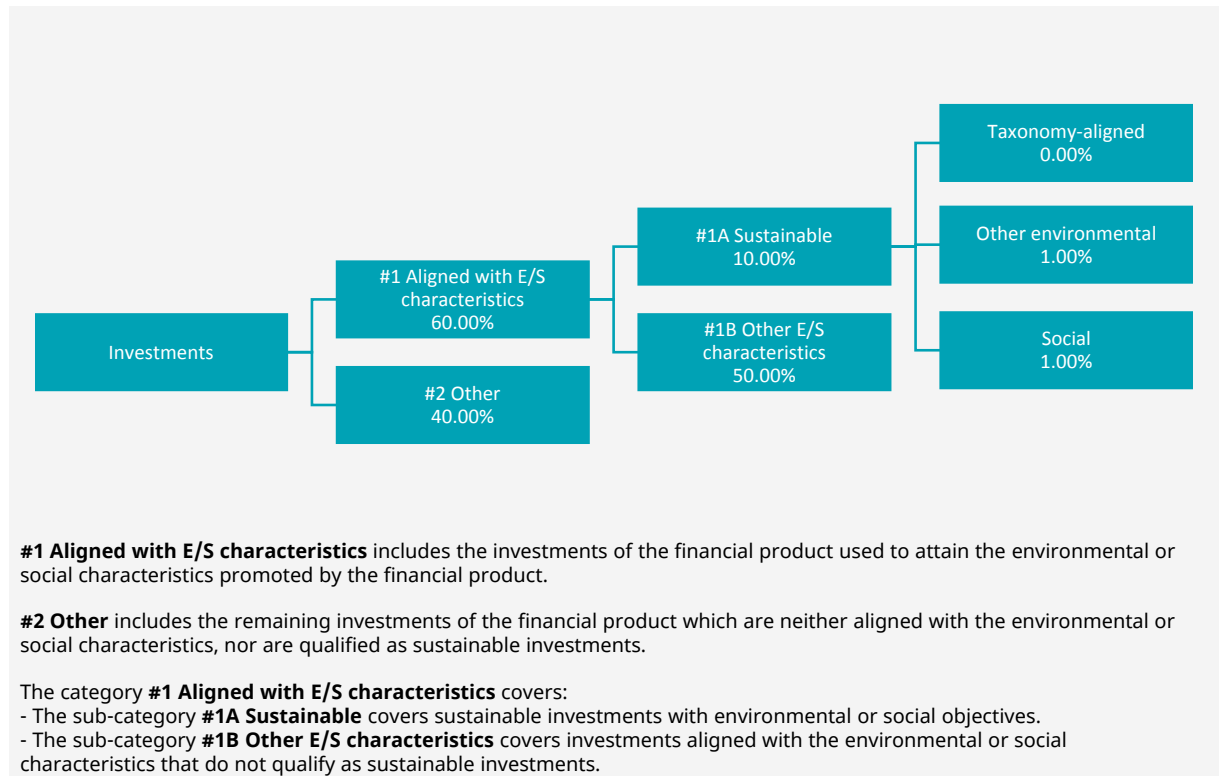 Taxonomy-aligned
0.00%
#1A Sustainable
10.00%
Other environmental
1.00%
#1 Aligned with E/S
characteristics
60.00%
Investments
#1B Other E/S
characteristics
50.00%
Social
1.00%
#2 Other
40.00%
#1 Aligned with E/S characteristics includes the investments of the financial product used to attain the environmental or
social characteristics promoted by the financial product.
#2 Other includes the remaining investments of the financial product which are neither aligned with the environmental or
social characteristics, nor are qualified as sustainable investments.
The category #1 Aligned with E/S characteristics covers:
- The sub-category #1A Sustainable covers sustainable investments with environmental or social objectives.
- The sub-category #1B Other E/S characteristics covers investments aligned with the environmental or social
characteristics that do not qualify as sustainable investments.